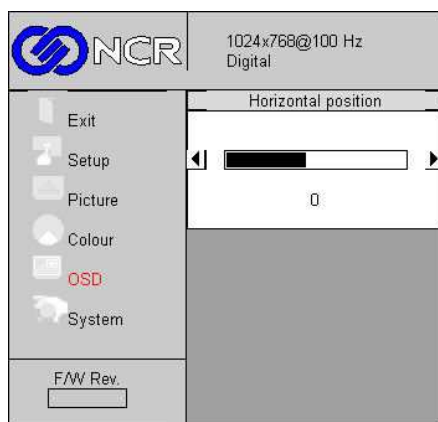 NCR
1024x768@100 Hz
Digital
Horizontal position
0
Exit
Setup
Picture
Colour
OSD
System
F/W Rev.